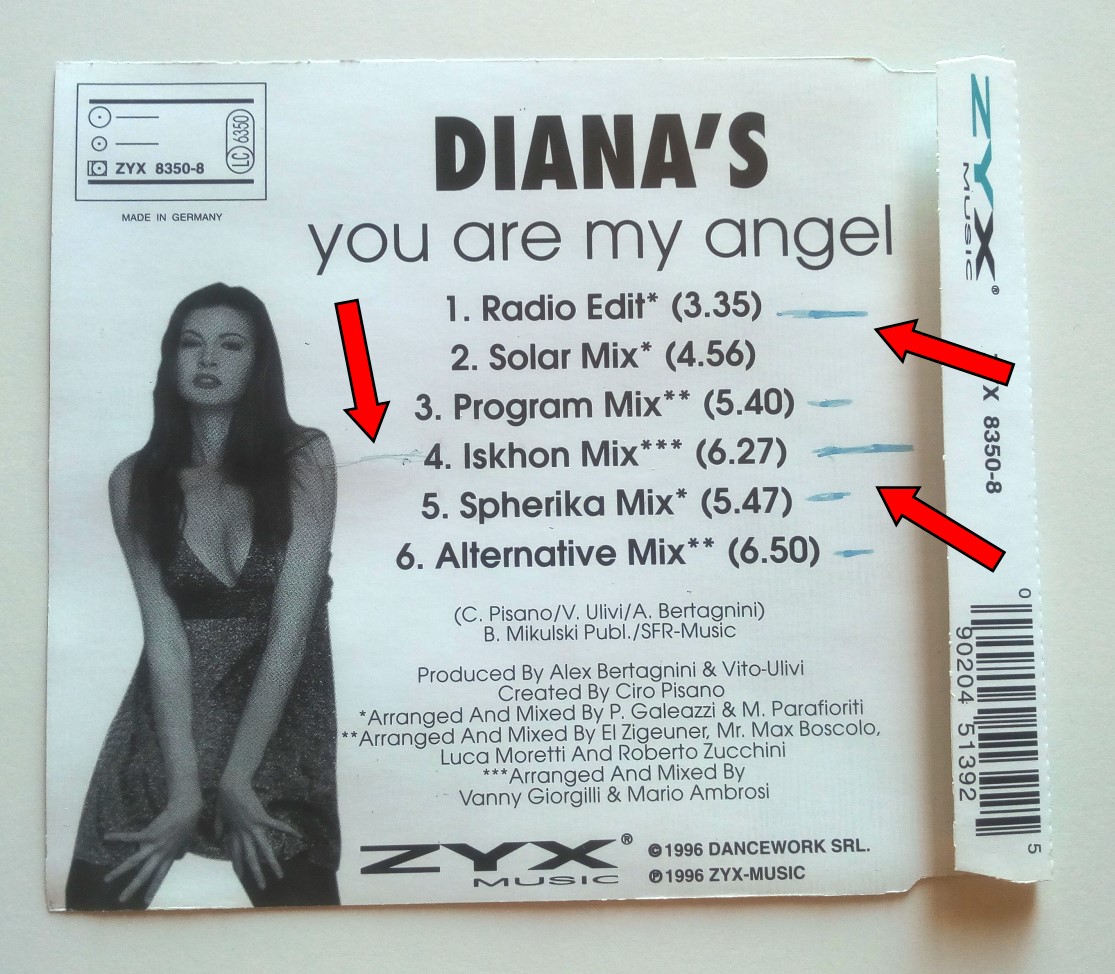 ZYX 8350-8
LC 6350
MADE IN GERMANY
DIANA'S
you are my angel
1. Radio Edit* (3.35)
2. Solar Mix* (4.56)
3. Program Mix** (5.40)
4. Iskhon Mix*** (6.27)
5. Spherika Mix* (5.47)
6. Alternative Mix** (6.50)
(C. Pisano/V. Ulivi/A. Bertagnini)
B. Mikulski Publ./SFR-Music
Produced By Alex Bertagnini & Vito-Ulivi
Created By Ciro Pisano
*Arranged And Mixed By P. Galeazzi & M. Parafioriti
**Arranged And Mixed By El Zigeuner, Mr. Max Boscolo,
Luca Moretti And Roberto Zucchini
***Arranged And Mixed By
Vanny Giorgilli & Mario Ambrosi
ZYX®
MUSIC
©1996 DANCEWORK SRL.
℗1996 ZYX-MUSIC
ZYX
MUSIC®
X 8350-8
0 90204 51392 5